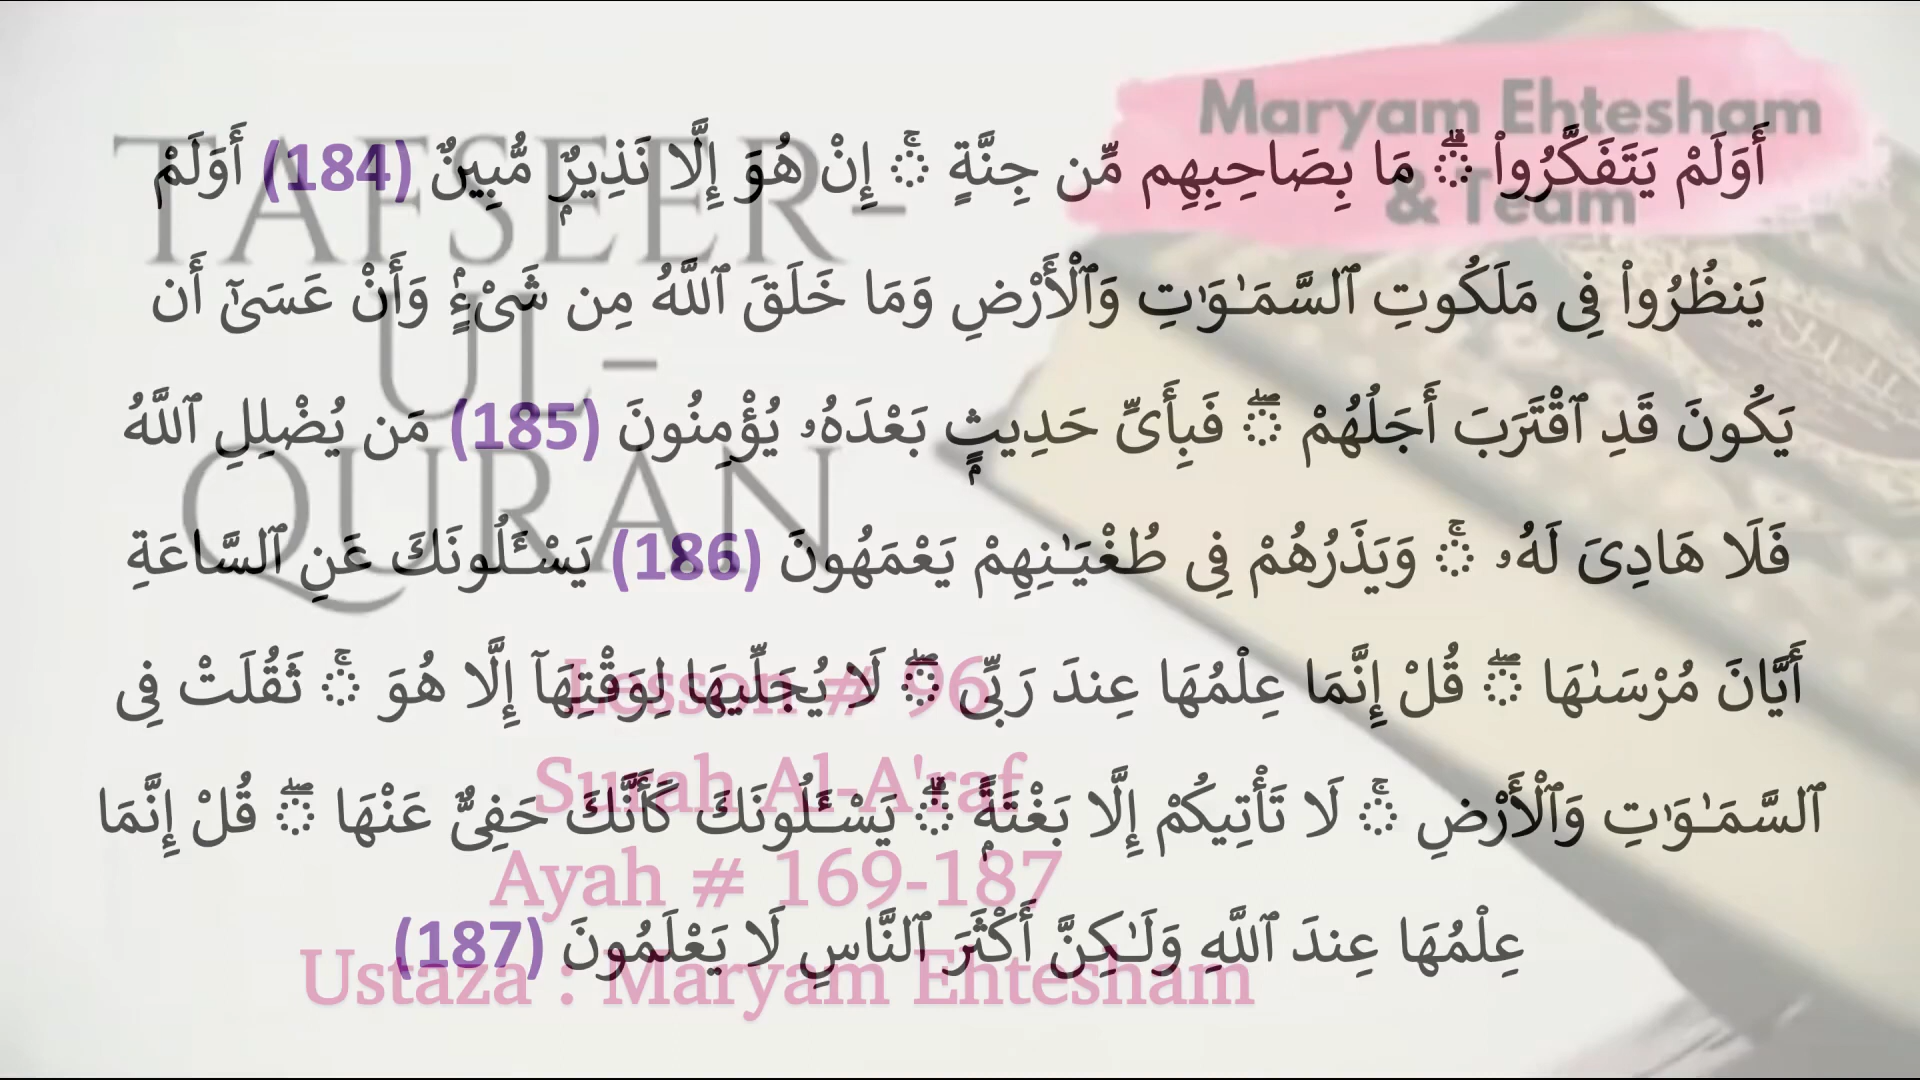 Maryam Ehtesham
& Team
TAFSEER-
UL-
QURAN
أَوَلَمْ يَتَفَكَّرُوا۟ ۗ مَا بِصَاحِبِهِم مِّن جِنَّةٍ ۚ إِنْ هُوَ إِلَّا نَذِيرٌۭ مُّبِينٌ (184) أَوَلَمْ
يَنظُرُوا۟ فِى مَلَكُوتِ ٱلسَّمَـٰوَٰتِ وَٱلْأَرْضِ وَمَا خَلَقَ ٱللَّهُ مِن شَىْءٍۢ وَأَنْ عَسَىٰٓ أَن
يَكُونَ قَدِ ٱقْتَرَبَ أَجَلُهُمْ ۖ فَبِأَىِّ حَدِيثٍۭ بَعْدَهُۥ يُؤْمِنُونَ (185) مَن يُضْلِلِ ٱللَّهُ
فَلَا هَادِىَ لَهُۥ ۚ وَيَذَرُهُمْ فِى طُغْيَـٰنِهِمْ يَعْمَهُونَ (186) يَسْـَٔلُونَكَ عَنِ ٱلسَّاعَةِ
أَيَّانَ مُرْسَىٰهَا ۖ قُلْ إِنَّمَا عِلْمُهَا عِندَ رَبِّى ۖ لَا يُجَلِّيهَا لِوَقْتِهَآ إِلَّا هُوَ ۚ ثَقُلَتْ فِى
ٱلسَّمَـٰوَٰتِ وَٱلْأَرْضِ ۚ لَا تَأْتِيكُمْ إِلَّا بَغْتَةًۭ ۗ يَسْـَٔلُونَكَ كَأَنَّكَ حَفِىٌّ عَنْهَا ۖ قُلْ إِنَّمَا
عِلْمُهَا عِندَ ٱللَّهِ وَلَـٰكِنَّ أَكْثَرَ ٱلنَّاسِ لَا يَعْلَمُونَ (187)
Lesson # 96
Surah Al-A'raf
Ayah # 169-187
Ustaza : Maryam Ehtesham